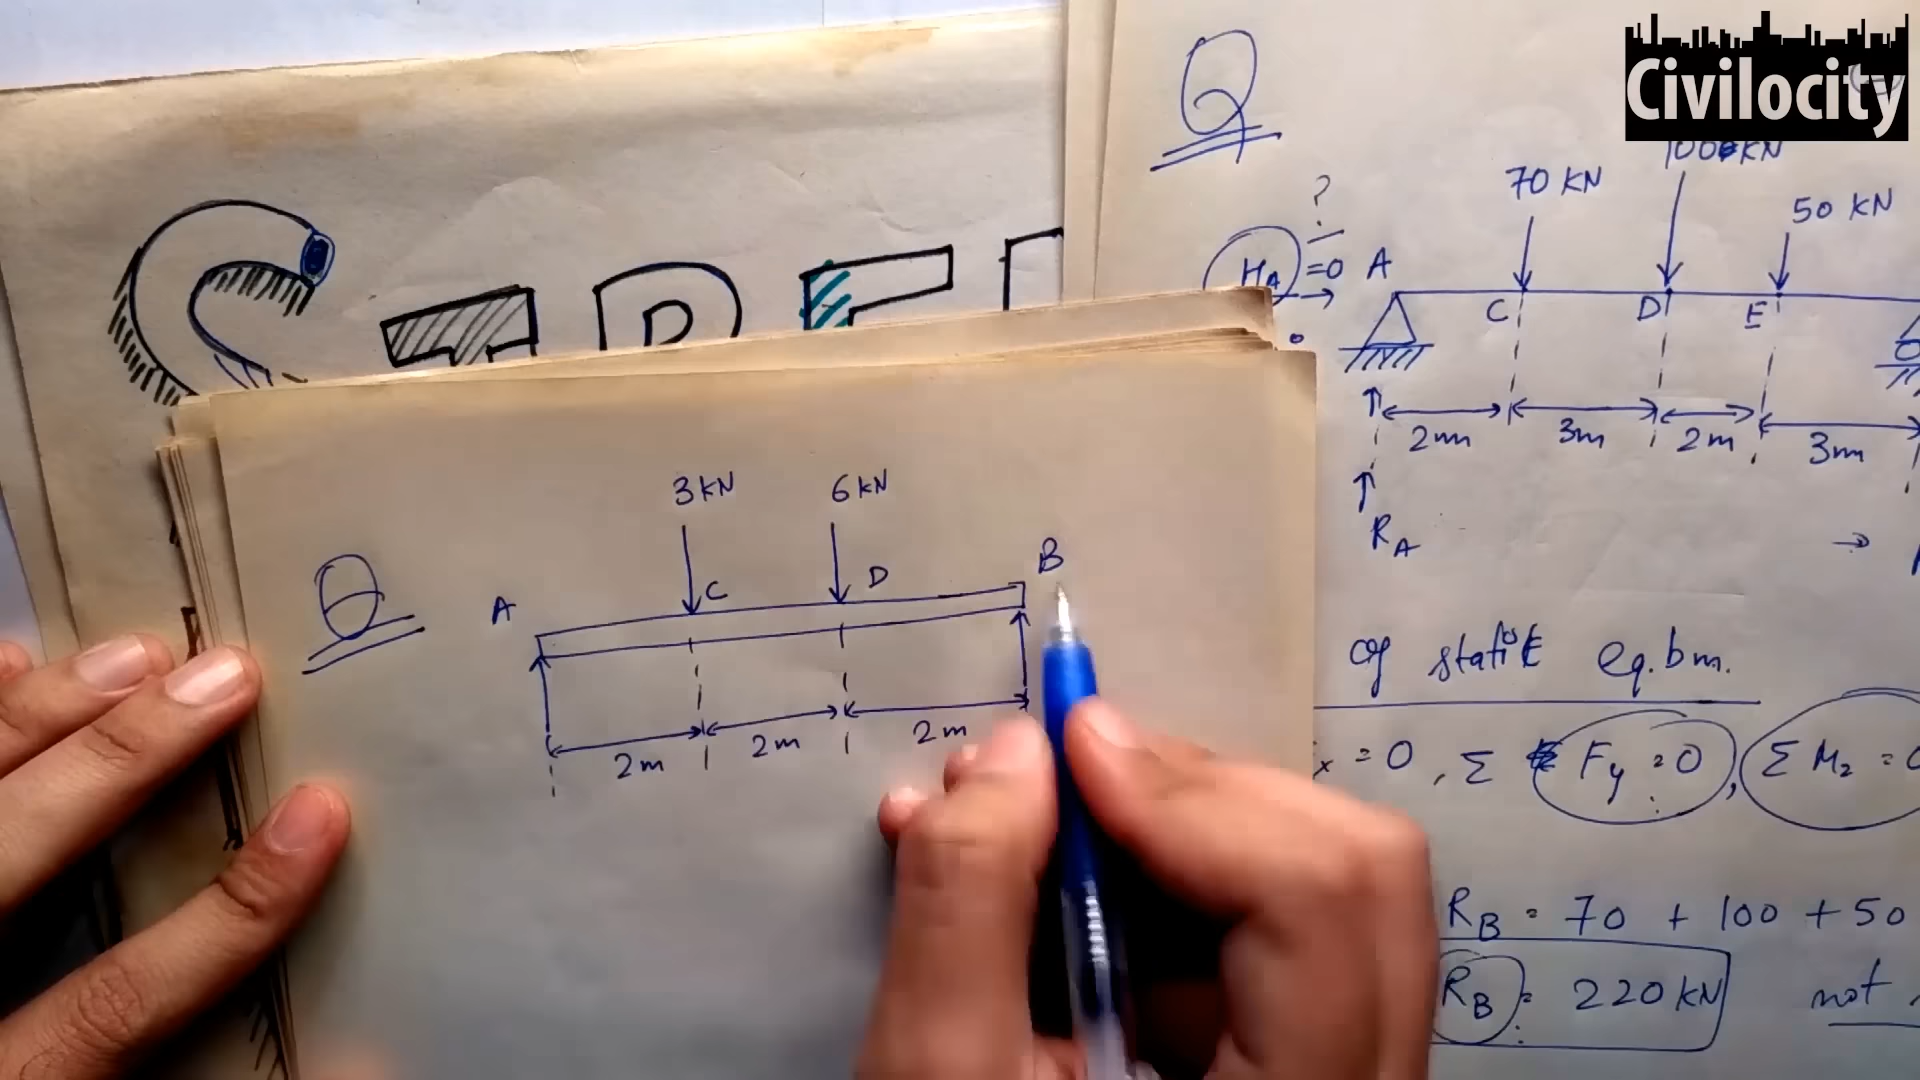 Civilocity
Q
100 KN
70 KN
50 KN
?
HA =0 A
C D E
2m 3m 2m 3m
RA
of static eq.bm.
x = 0 , Σ Fy = 0 , Σ Mz = 0
RB = 70 + 100 + 50
RB = 220 KN not
Q
3 KN 6 KN
A C D B
2m 2m 2m